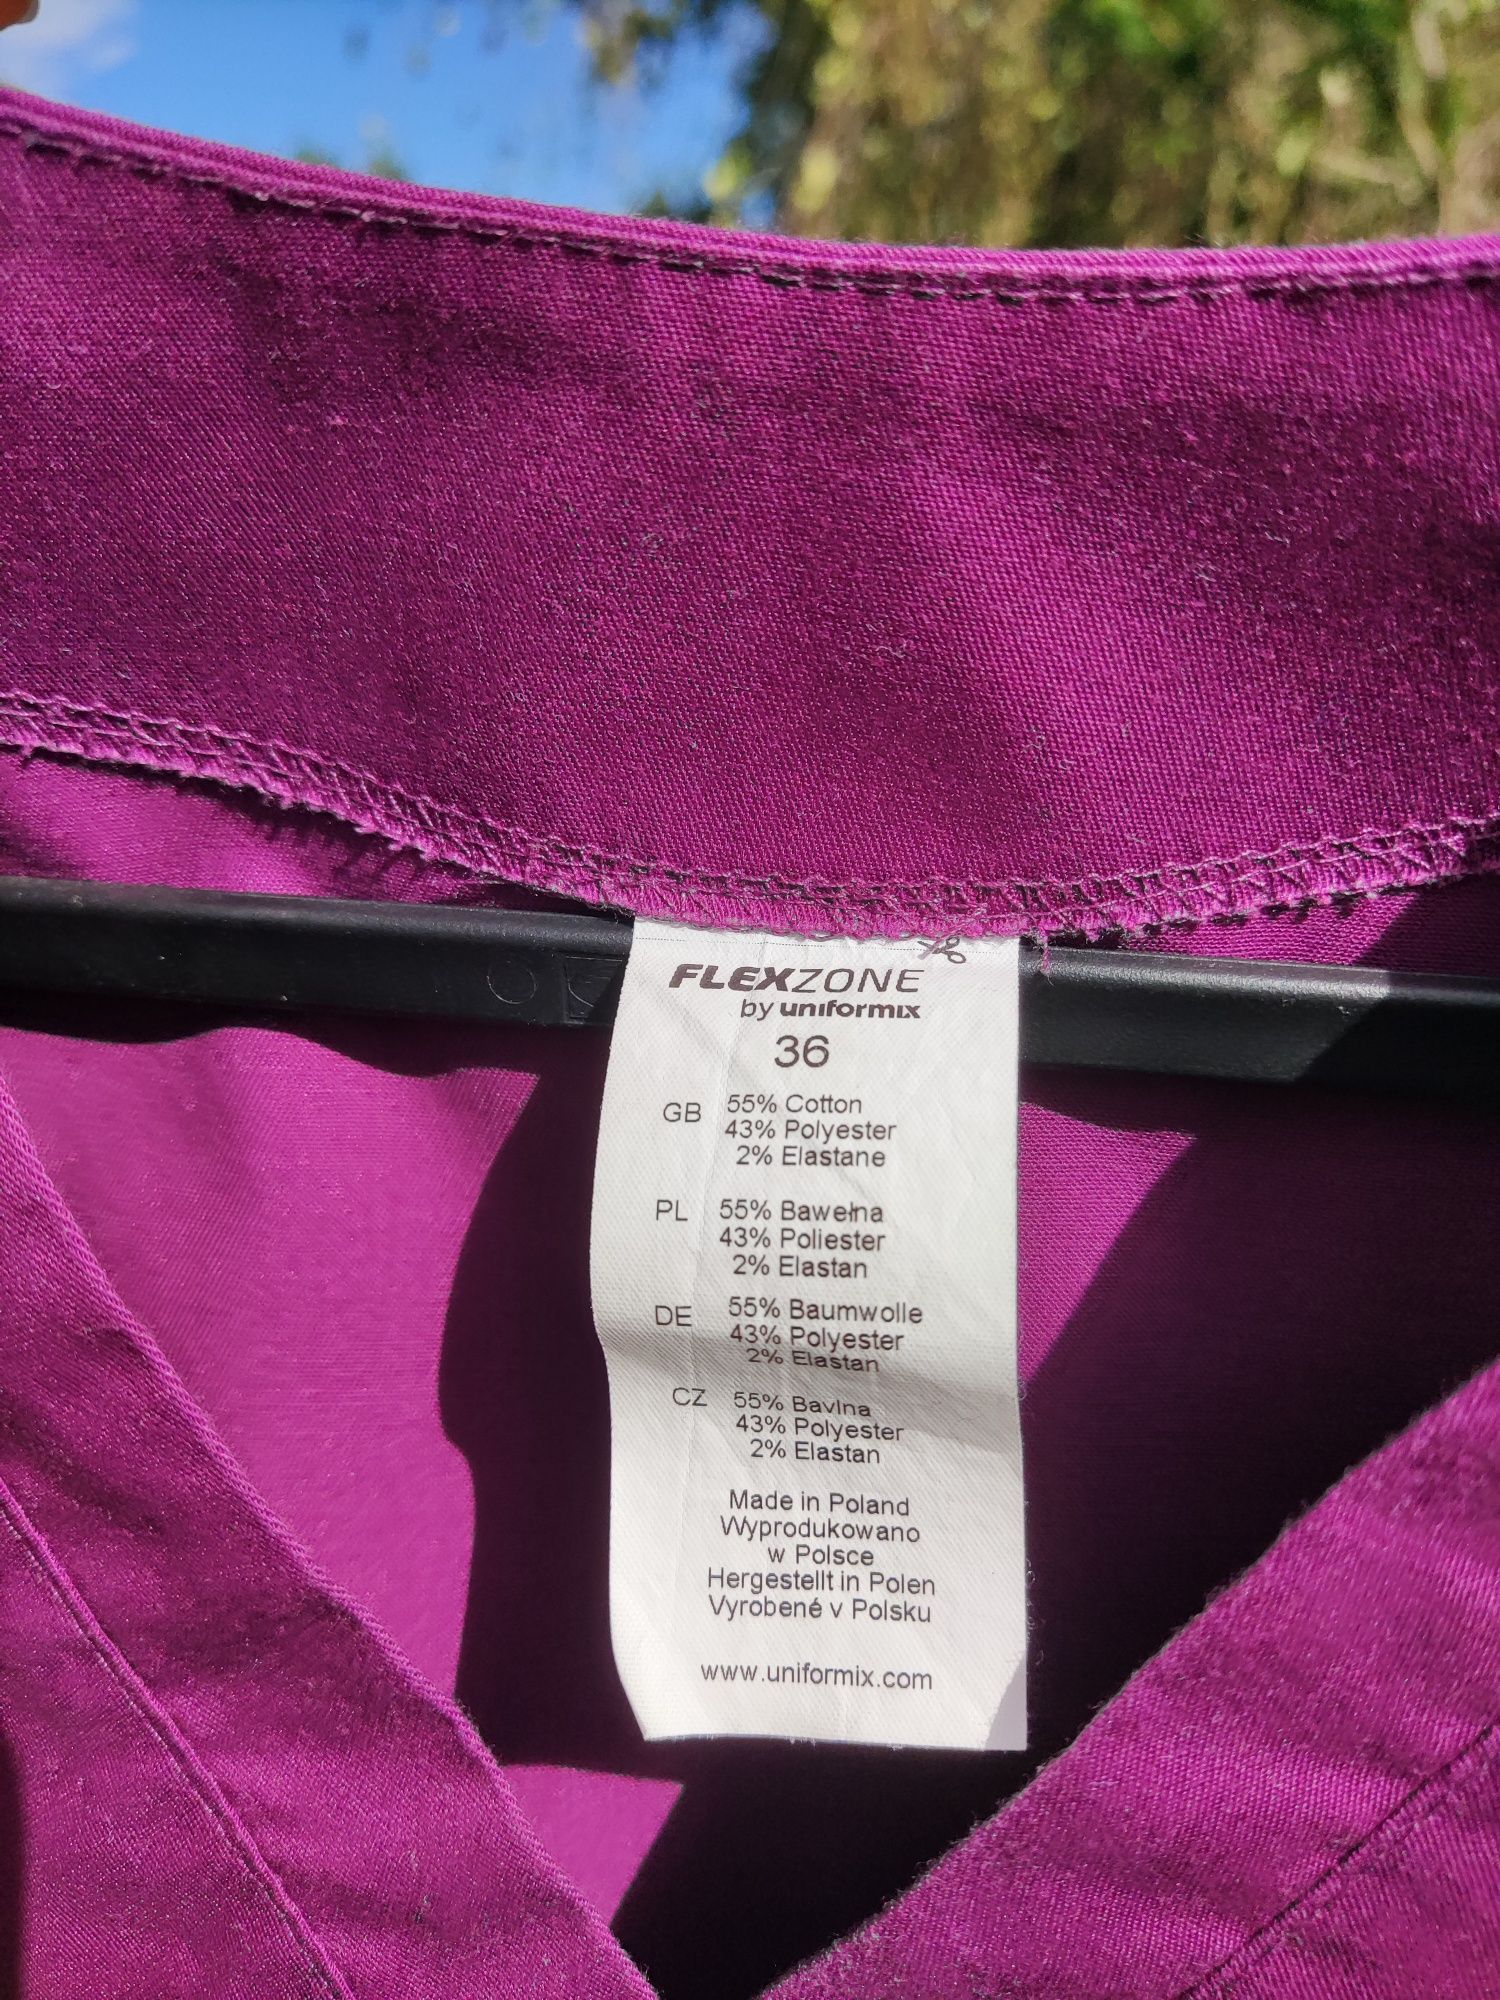 FLEXZONE
by uniformix
36
GB 55% Cotton
43% Polyester
2% Elastane
PL 55% Bawełna
43% Poliester
2% Elastan
DE 55% Baumwolle
43% Polyester
2% Elastan
CZ 55% Bavlna
43% Polyester
2% Elastan
Made in Poland
Wyprodukowano
w Polsce
Hergestellt in Polen
Vyrobené v Polsku
www.uniformix.com